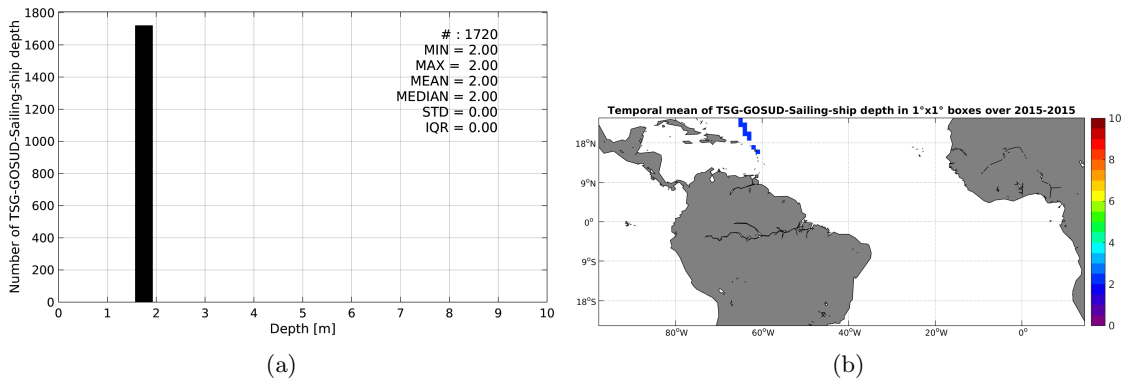 1800
1600
1400
1200
1000
800
600
400
200
0
Number of TSG-GOSUD-Sailing-ship depth
# : 1720
MIN = 2.00
MAX = 2.00
MEAN = 2.00
MEDIAN = 2.00
STD = 0.00
IQR = 0.00
0 1 2 3 4 5 6 7 8 9 10
Depth [m]
(a)
Temporal mean of TSG-GOSUD-Sailing-ship depth in 1°x1° boxes over 2015-2015
18°N
9°N
0°
9°S
18°S
80°W 60°W 40°W 20°W 0°
10
8
6
4
2
0
(b)